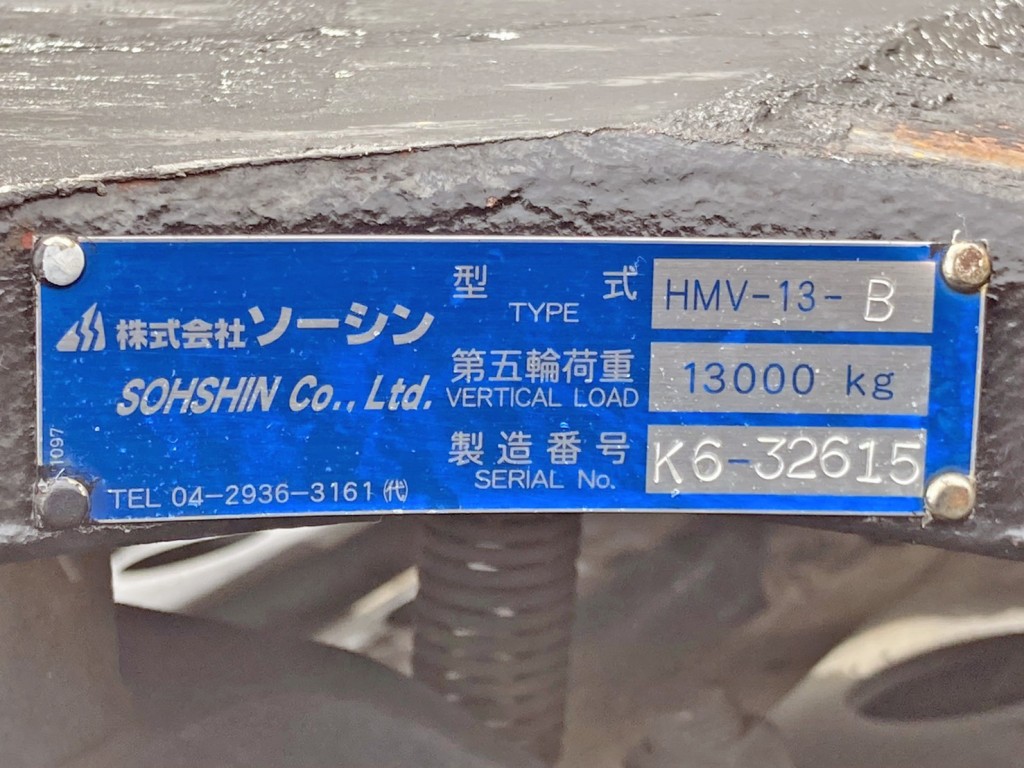 株式会社ソーシン
SOHSHIN Co., Ltd.
TEL 04-2936-3161 (代)
型式 HMV-13-B
TYPE
第五輪荷重 13000 kg
VERTICAL LOAD
製造番号 K6-32615
SERIAL No.
1097